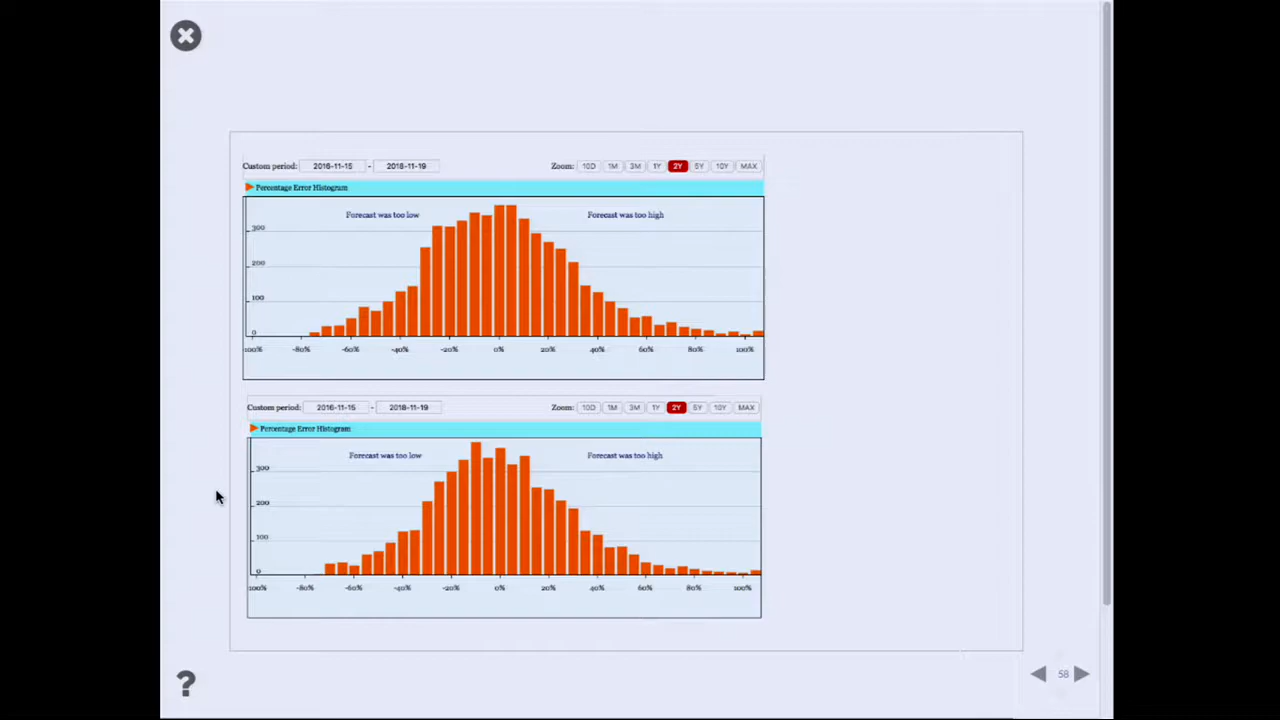 Custom period: 2016-11-15 - 2018-11-19 Zoom: 10D 1M 3M 1Y 2Y 5Y 10Y MAX
Percentage Error Histogram
Forecast was too low Forecast was too high
300
200
100
0
100% -80% -60% -40% -20% 0% 20% 40% 60% 80% 100%
Custom period: 2016-11-15 - 2018-11-19 Zoom: 10D 1M 3M 1Y 2Y 5Y 10Y MAX
Percentage Error Histogram
Forecast was too low Forecast was too high
300
200
100
0
100% -80% -60% -40% -20% 0% 20% 40% 60% 80% 100%
? 58